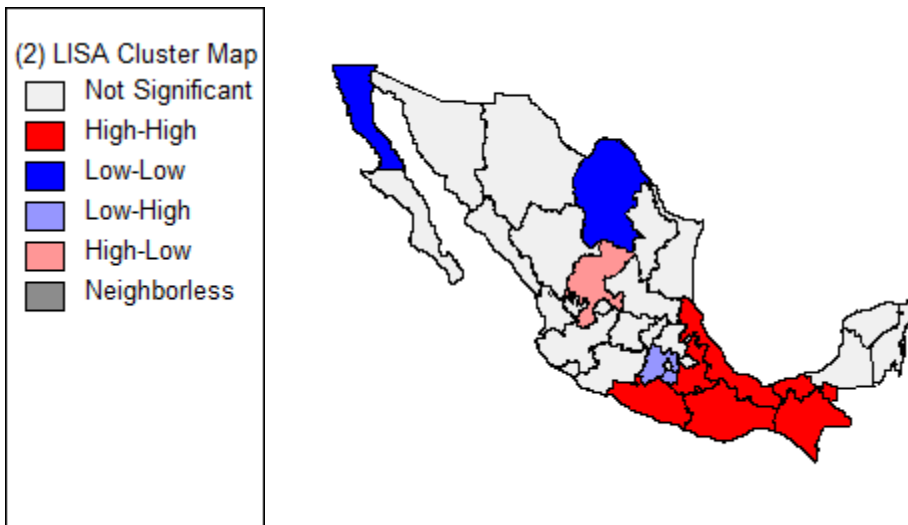 (2) LISA Cluster Map
Not Significant
High-High
Low-Low
Low-High
High-Low
Neighborless